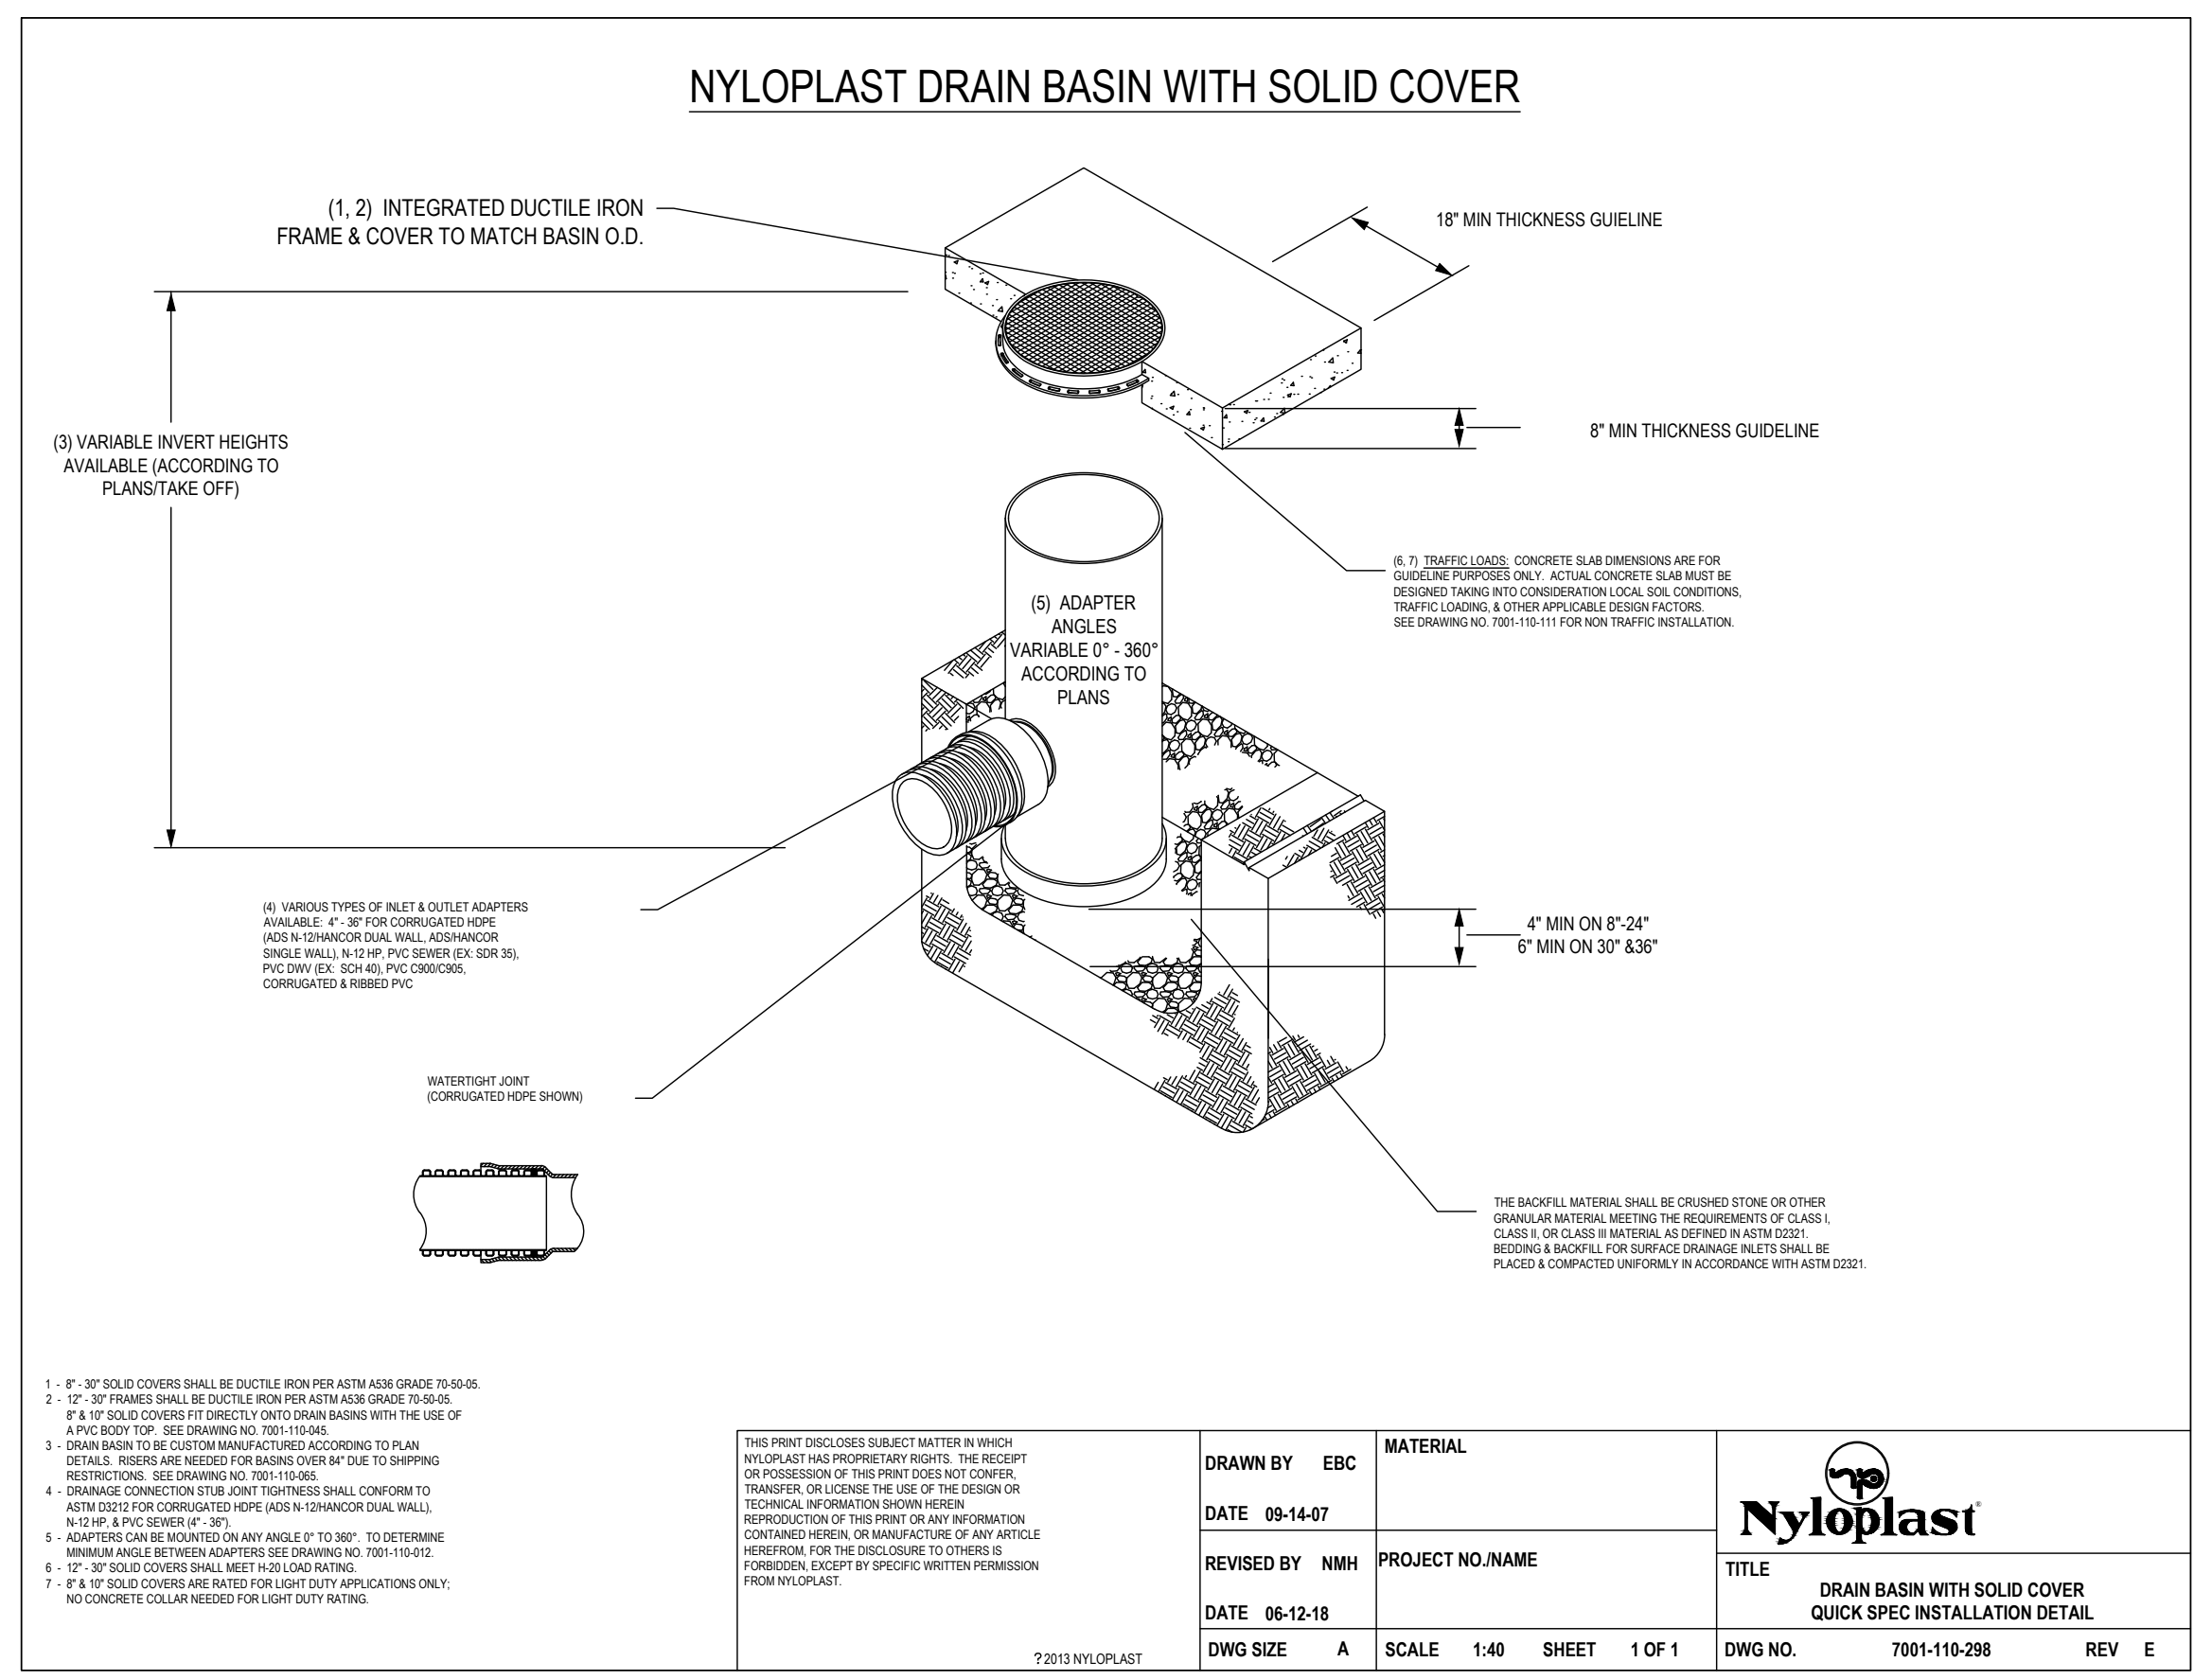 NYLOPLAST DRAIN BASIN WITH SOLID COVER
(1, 2) INTEGRATED DUCTILE IRON
FRAME & COVER TO MATCH BASIN O.D.
18" MIN THICKNESS GUIELINE
(3) VARIABLE INVERT HEIGHTS
AVAILABLE (ACCORDING TO
PLANS/TAKE OFF)
8" MIN THICKNESS GUIDELINE
(6, 7) TRAFFIC LOADS: CONCRETE SLAB DIMENSIONS ARE FOR
GUIDELINE PURPOSES ONLY. ACTUAL CONCRETE SLAB MUST BE
DESIGNED TAKING INTO CONSIDERATION LOCAL SOIL CONDITIONS,
TRAFFIC LOADING, & OTHER APPLICABLE DESIGN FACTORS.
SEE DRAWING NO. 7001-110-111 FOR NON TRAFFIC INSTALLATION.
(5) ADAPTER
ANGLES
VARIABLE 0° - 360°
ACCORDING TO
PLANS
(4) VARIOUS TYPES OF INLET & OUTLET ADAPTERS
AVAILABLE: 4" - 36" FOR CORRUGATED HDPE
(ADS N-12/HANCOR DUAL WALL, ADS/HANCOR
SINGLE WALL), N-12 HP, PVC SEWER (EX: SDR 35),
PVC DWV (EX: SCH 40), PVC C900/C905,
CORRUGATED & RIBBED PVC
4" MIN ON 8"-24"
6" MIN ON 30" &36"
WATERTIGHT JOINT
(CORRUGATED HDPE SHOWN)
THE BACKFILL MATERIAL SHALL BE CRUSHED STONE OR OTHER
GRANULAR MATERIAL MEETING THE REQUIREMENTS OF CLASS I,
CLASS II, OR CLASS III MATERIAL AS DEFINED IN ASTM D2321.
BEDDING & BACKFILL FOR SURFACE DRAINAGE INLETS SHALL BE
PLACED & COMPACTED UNIFORMLY IN ACCORDANCE WITH ASTM D2321.
1 - 8" - 30" SOLID COVERS SHALL BE DUCTILE IRON PER ASTM A536 GRADE 70-50-05.
2 - 12" - 30" FRAMES SHALL BE DUCTILE IRON PER ASTM A536 GRADE 70-50-05.
8" & 10" SOLID COVERS FIT DIRECTLY ONTO DRAIN BASINS WITH THE USE OF
A PVC BODY TOP. SEE DRAWING NO. 7001-110-045.
3 - DRAIN BASIN TO BE CUSTOM MANUFACTURED ACCORDING TO PLAN
DETAILS. RISERS ARE NEEDED FOR BASINS OVER 84" DUE TO SHIPPING
RESTRICTIONS. SEE DRAWING NO. 7001-110-065.
4 - DRAINAGE CONNECTION STUB JOINT TIGHTNESS SHALL CONFORM TO
ASTM D3212 FOR CORRUGATED HDPE (ADS N-12/HANCOR DUAL WALL),
N-12 HP, & PVC SEWER (4" - 36").
5 - ADAPTERS CAN BE MOUNTED ON ANY ANGLE 0° TO 360°. TO DETERMINE
MINIMUM ANGLE BETWEEN ADAPTERS SEE DRAWING NO. 7001-110-012.
6 - 12" - 30" SOLID COVERS SHALL MEET H-20 LOAD RATING.
7 - 8" & 10" SOLID COVERS ARE RATED FOR LIGHT DUTY APPLICATIONS ONLY;
NO CONCRETE COLLAR NEEDED FOR LIGHT DUTY RATING.
THIS PRINT DISCLOSES SUBJECT MATTER IN WHICH
NYLOPLAST HAS PROPRIETARY RIGHTS. THE RECEIPT
OR POSSESSION OF THIS PRINT DOES NOT CONFER,
TRANSFER, OR LICENSE THE USE OF THE DESIGN OR
TECHNICAL INFORMATION SHOWN HEREIN
REPRODUCTION OF THIS PRINT OR ANY INFORMATION
CONTAINED HEREIN, OR MANUFACTURE OF ANY ARTICLE
HEREFROM, FOR THE DISCLOSURE TO OTHERS IS
FORBIDDEN, EXCEPT BY SPECIFIC WRITTEN PERMISSION
FROM NYLOPLAST.
?2013 NYLOPLAST
DRAWN BY EBC
DATE 09-14-07
REVISED BY NMH
DATE 06-12-18
DWG SIZE A
MATERIAL
PROJECT NO./NAME
SCALE 1:40 SHEET 1 OF 1
Nyloplast®
TITLE
DRAIN BASIN WITH SOLID COVER
QUICK SPEC INSTALLATION DETAIL
DWG NO. 7001-110-298 REV E